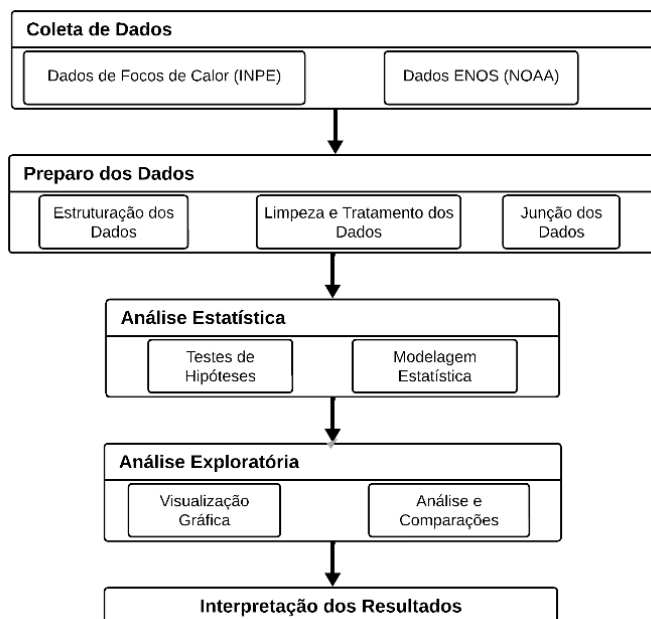 Coleta de Dados
Dados de Focos de Calor (INPE)
Dados ENOS (NOAA)
Preparo dos Dados
Estruturação dos
Dados
Limpeza e Tratamento dos
Dados
Junção dos
Dados
Análise Estatística
Testes de
Hipóteses
Modelagem
Estatística
Análise Exploratória
Visualização
Gráfica
Análise e
Comparações
Interpretação dos Resultados